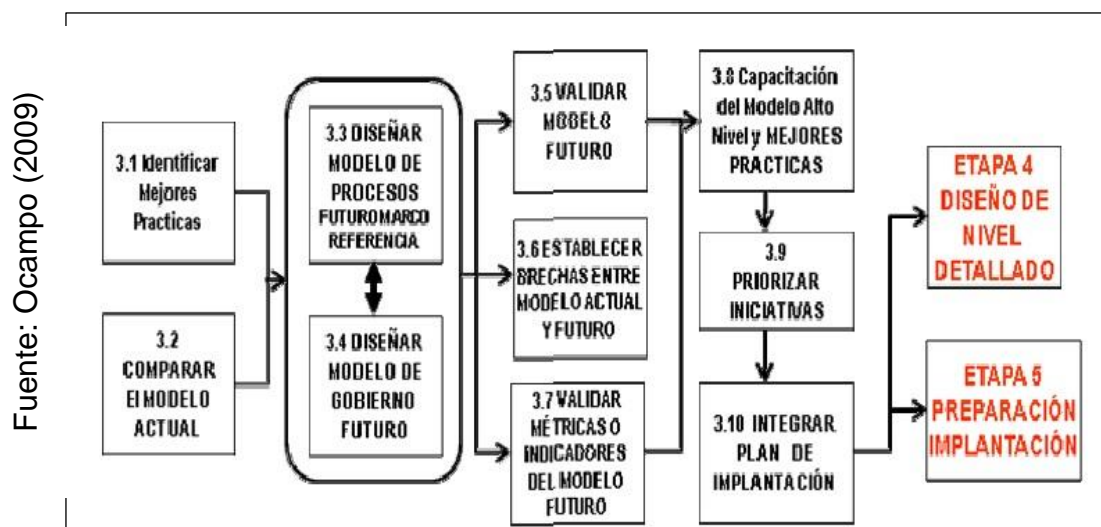 Fuente: Ocampo (2009)
3.1 Identificar
Mejores
Practicas
3.2
COMPARAR
El MODELO
ACTUAL
3.3 DISEÑAR
MODELO DE
PROCESOS
FUTURO MARCO
REFERENCIA
3.4 DISEÑAR
MODELO DE
GOBIERNO
FUTURO
3.5 VALIDAR
MODELO
FUTURO
3.6 ESTABLECER
BRECHAS ENTRE
MODELO ACTUAL
Y FUTURO
3.7 VALIDAR
MÉTRICAS O
INDICADORES
DEL MODELO
FUTURO
3.8 Capacitación
del Modelo Alto
Nivel y MEJORES
PRACTICAS
3.9
PRIORIZAR
INICIATIVAS
3.10 INTEGRAR
PLAN DE
IMPLANTACIÓN
ETAPA 4
DISEÑO DE
NIVEL
DETALLADO
ETAPA 5
PREPARACIÓN
IMPLANTACIÓN